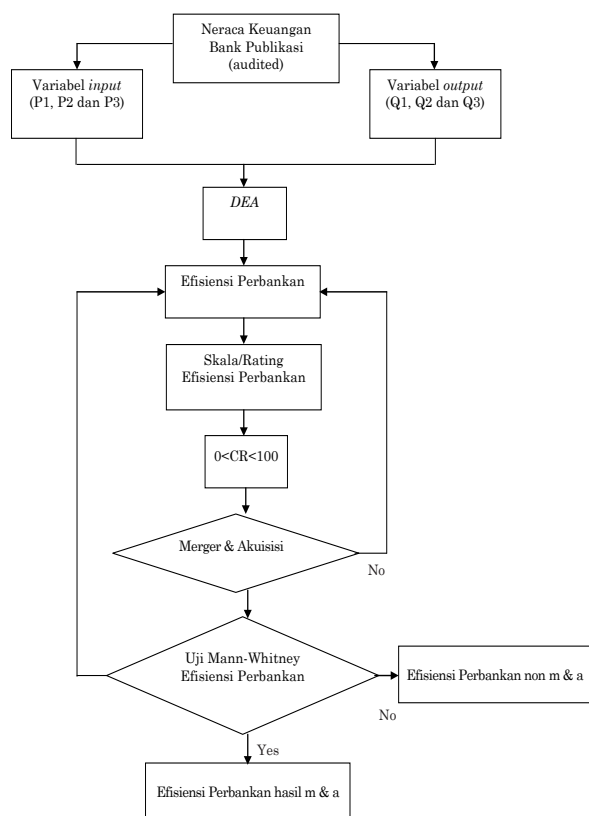 Neraca Keuangan
Bank Publikasi
(audited)
Variabel input
(P1, P2 dan P3)
Variabel output
(Q1, Q2 dan Q3)
DEA
Efisiensi Perbankan
Skala/Rating
Efisiensi Perbankan
0<CR<100
Merger & Akuisisi
No
Uji Mann-Whitney
Efisiensi Perbankan
Efisiensi Perbankan non m & a
No
Yes
Efisiensi Perbankan hasil m & a